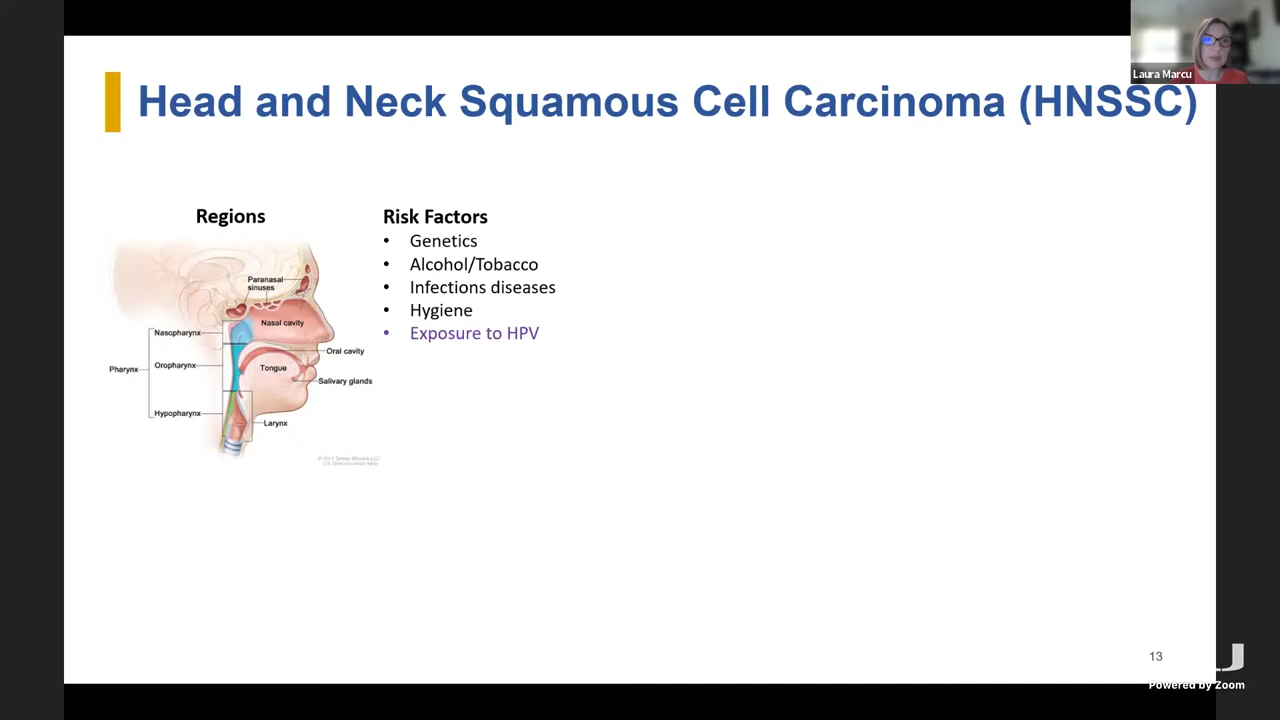 Laura Marcu
Head and Neck Squamous Cell Carcinoma (HNSSC)
Regions
Paranasal
sinuses
Nasal cavity
Nasopharynx
Oral cavity
Oropharynx
Tongue
Pharynx
Salivary glands
Hypopharynx
Larynx
Risk Factors
• Genetics
• Alcohol/Tobacco
• Infections diseases
• Hygiene
• Exposure to HPV
13
Powered by Zoom